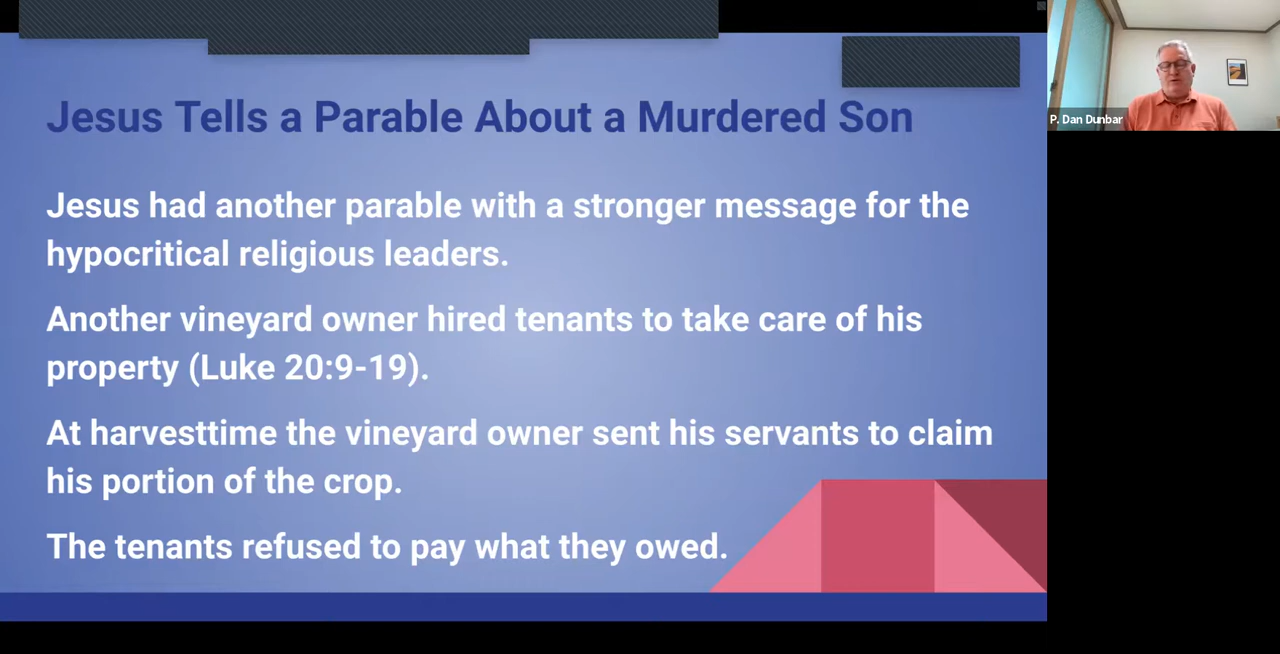 Jesus Tells a Parable About a Murdered Son
Jesus had another parable with a stronger message for the
hypocritical religious leaders.
Another vineyard owner hired tenants to take care of his
property (Luke 20:9-19).
At harvesttime the vineyard owner sent his servants to claim
his portion of the crop.
The tenants refused to pay what they owed.
P. Dan Dunbar